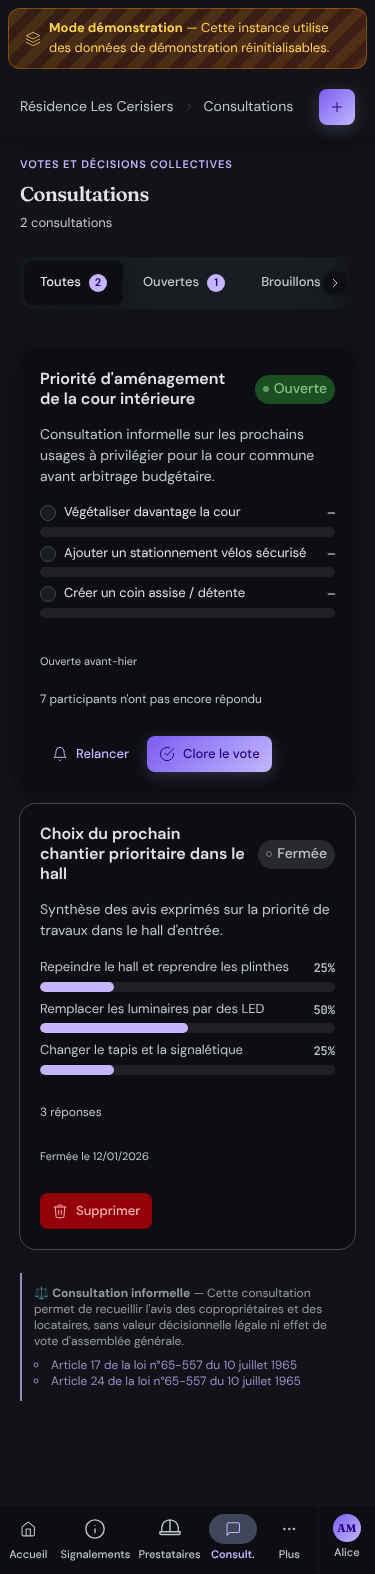 Mode démonstration — Cette instance utilise
des données de démonstration réinitialisables.
Résidence Les Cerisiers > Consultations +
VOTES ET DÉCISIONS COLLECTIVES
Consultations
2 consultations
Toutes 2 Ouvertes 1 Brouillons
Priorité d'aménagement
de la cour intérieure
Ouverte
Consultation informelle sur les prochains
usages à privilégier pour la cour commune
avant arbitrage budgétaire.
Végétaliser davantage la cour –
Ajouter un stationnement vélos sécurisé –
Créer un coin assise / détente –
Ouverte avant-hier
7 participants n'ont pas encore répondu
Relancer Clore le vote
Choix du prochain
chantier prioritaire dans le
hall
Fermée
Synthèse des avis exprimés sur la priorité de
travaux dans le hall d'entrée.
Repeindre le hall et reprendre les plinthes 25%
Remplacer les luminaires par des LED 50%
Changer le tapis et la signalétique 25%
3 réponses
Fermée le 12/01/2026
Supprimer
⚖️ Consultation informelle — Cette consultation
permet de recueillir l'avis des copropriétaires et des
locataires, sans valeur décisionnelle légale ni effet de
vote d'assemblée générale.
Article 17 de la loi n°65-557 du 10 juillet 1965
Article 24 de la loi n°65-557 du 10 juillet 1965
AM
Accueil Signalements Prestataires Consult. Plus Alice